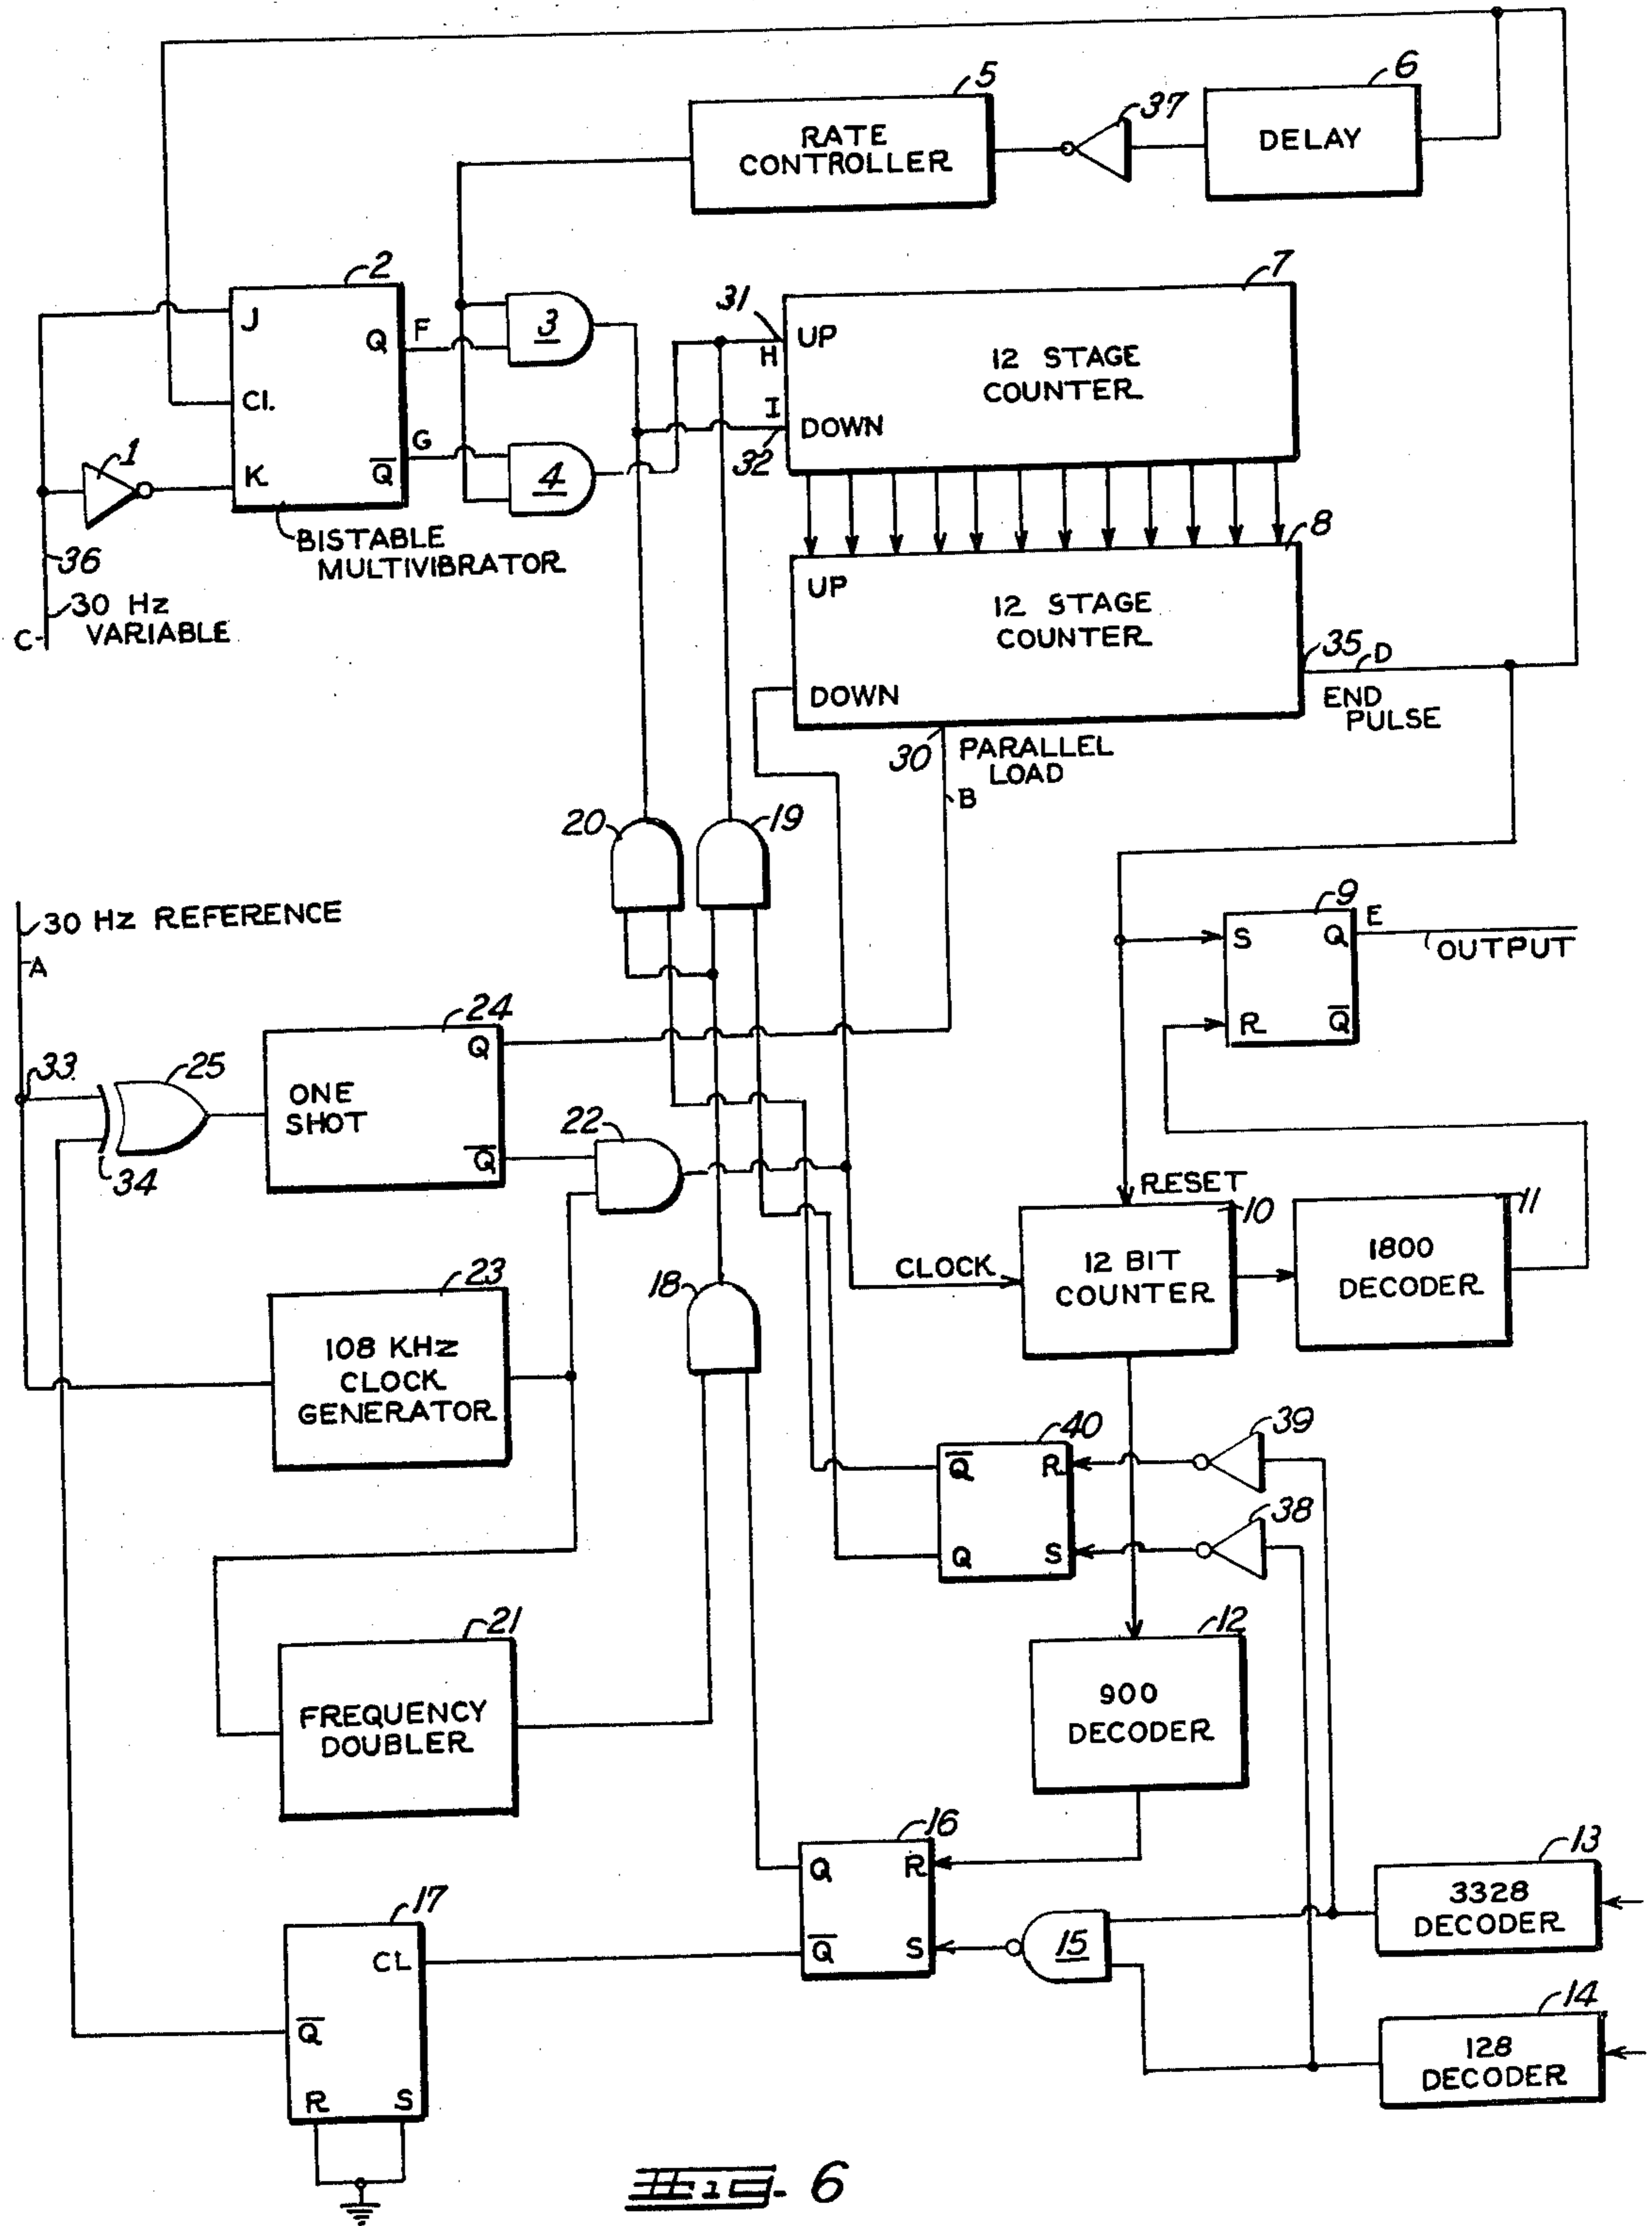 5
RATE
CONTROLLER
37
6
DELAY
2
J
Q
Cl.
K
Q̅
F
G
3
4
1
BISTABLE
MULTIVIBRATOR
36
30 Hz
VARIABLE
C
31
H
I
32
7
UP
12 STAGE
COUNTER
DOWN
8
UP
12 STAGE
COUNTER
DOWN
35
D
END
PULSE
30
PARALLEL
LOAD
B
20
19
30 Hz REFERENCE
A
9
S
Q
R
Q̅
E
OUTPUT
33
25
34
24
Q
ONE
SHOT
Q̅
22
RESET
10
CLOCK
12 BIT
COUNTER
11
1800
DECODER
23
108 KHz
CLOCK
GENERATOR
18
40
Q̅
R
Q
S
39
38
21
FREQUENCY
DOUBLER
12
900
DECODER
16
Q
R
Q̅
S
15
13
3328
DECODER
14
128
DECODER
17
CL
Q̅
R
S
Fig. 6